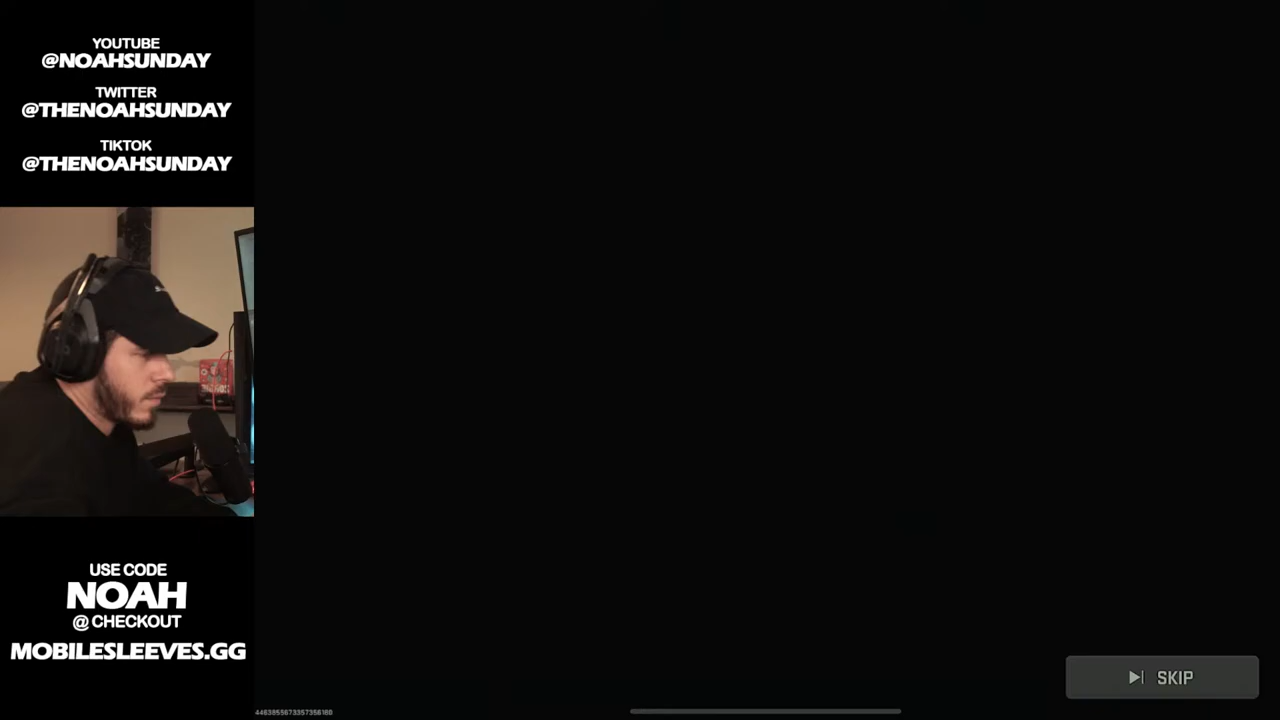 YOUTUBE
@NOAHSUNDAY
TWITTER
@THENOAHSUNDAY
TIKTOK
@THENOAHSUNDAY
USE CODE
NOAH
@ CHECKOUT
MOBILESLEEVES.GG
SKIP